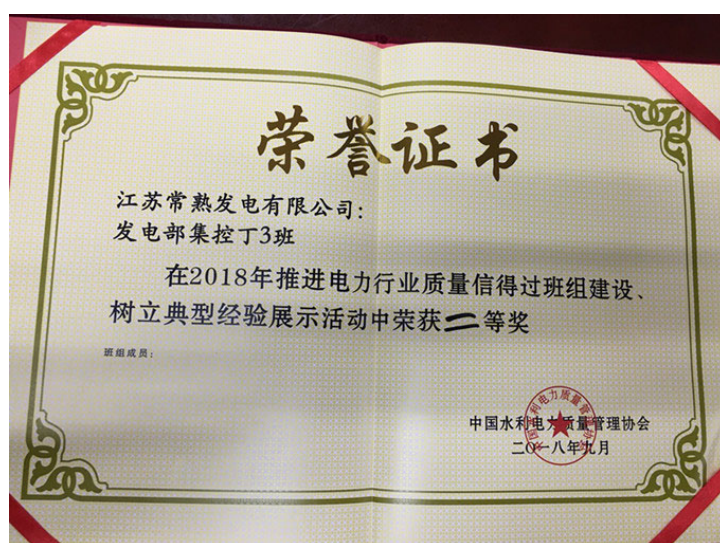 荣誉证书
江苏常熟发电有限公司：
发电部集控丁3班
在2018年推进电力行业质量信得过班组建设、
树立典型经验展示活动中荣获二等奖
班组成员：
中国水利电力质量管理协会
二〇一八年九月